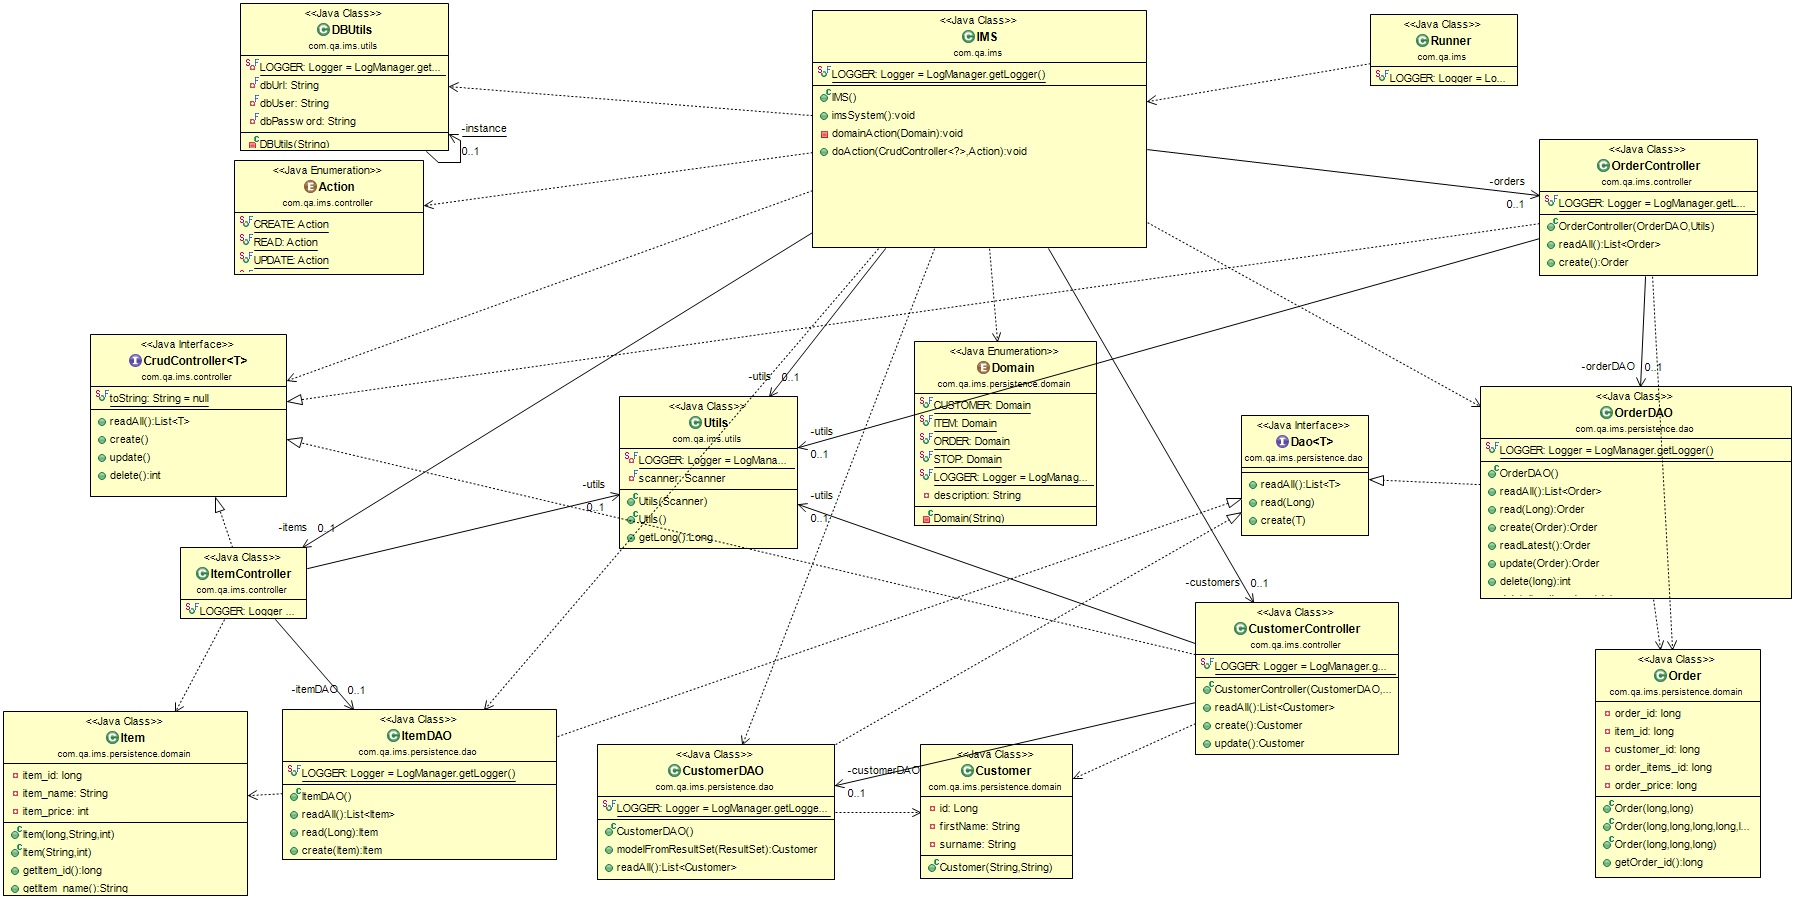 <<Java Class>>
DBUtils
com.qa.ims.utils
LOGGER: Logger = LogManager.get...
dbUrl: String
dbUser: String
dbPassword: String
DBUtils(String)
-instance
0..1
<<Java Enumeration>>
Action
com.qa.ims.controller
CREATE: Action
READ: Action
UPDATE: Action
<<Java Class>>
IMS
com.qa.ims
LOGGER: Logger = LogManager.getLogger()
IMS()
imsSystem():void
domainAction(Domain):void
doAction(CrudController<?>,Action):void
<<Java Class>>
Runner
com.qa.ims
LOGGER: Logger = Lo...
<<Java Class>>
OrderController
com.qa.ims.controller
LOGGER: Logger = LogManager.getL...
OrderController(OrderDAO,Utils)
readAll():List<Order>
create():Order
-orders
0..1
<<Java Interface>>
CrudController<T>
com.qa.ims.controller
toString: String = null
readAll():List<T>
create()
update()
delete():int
<<Java Class>>
Utils
com.qa.ims.utils
LOGGER: Logger = LogMana...
scanner: Scanner
Utils(Scanner)
Utils()
getLong():Long
-utils
0..1
-utils
0..1
-utils
0..1
-utils
0..1
<<Java Enumeration>>
Domain
com.qa.ims.persistence.domain
CUSTOMER: Domain
ITEM: Domain
ORDER: Domain
STOP: Domain
LOGGER: Logger = LogManag...
description: String
Domain(String)
<<Java Interface>>
Dao<T>
com.qa.ims.persistence.dao
readAll():List<T>
read(Long)
create(T)
-orderDAO
0..1
<<Java Class>>
OrderDAO
com.qa.ims.persistence.dao
LOGGER: Logger = LogManager.getLogger()
OrderDAO()
readAll():List<Order>
read(Long):Order
create(Order):Order
readLatest():Order
update(Order):Order
delete(long):int
-items
0..1
<<Java Class>>
ItemController
com.qa.ims.controller
LOGGER: Logger ...
-customers
0..1
<<Java Class>>
CustomerController
com.qa.ims.controller
LOGGER: Logger = LogManager.g...
CustomerController(CustomerDAO,...
readAll():List<Customer>
create():Customer
update():Customer
<<Java Class>>
Order
com.qa.ims.persistence.domain
order_id: long
item_id: long
customer_id: long
order_items_id: long
order_price: long
Order(long,long)
Order(long,long,long,long,l...
Order(long,long,long)
getOrder_id():long
-itemDAO
0..1
<<Java Class>>
Item
com.qa.ims.persistence.domain
item_id: long
item_name: String
item_price: int
Item(long,String,int)
Item(String,int)
getItem_id():long
getItem_name():String
<<Java Class>>
ItemDAO
com.qa.ims.persistence.dao
LOGGER: Logger = LogManager.getLogger()
ItemDAO()
readAll():List<Item>
read(Long):Item
create(Item):Item
<<Java Class>>
CustomerDAO
com.qa.ims.persistence.dao
LOGGER: Logger = LogManager.getLogge...
CustomerDAO()
modelFromResultSet(ResultSet):Customer
readAll():List<Customer>
-customerDAO
0..1
<<Java Class>>
Customer
com.qa.ims.persistence.domain
id: Long
firstName: String
surname: String
Customer(String,String)